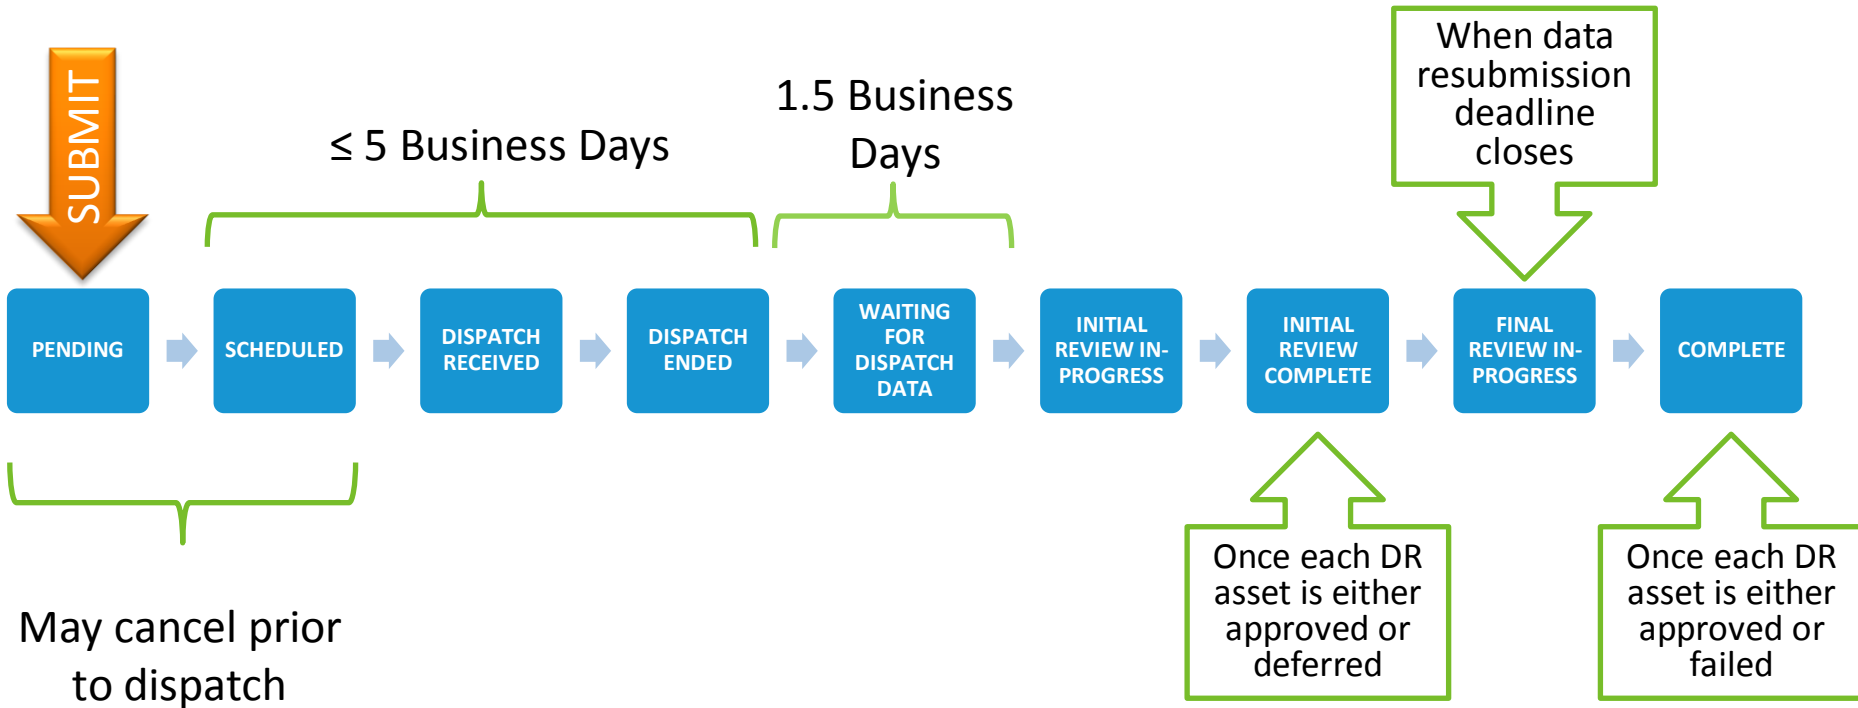 SUBMIT
≤ 5 Business Days
1.5 Business
Days
When data
resubmission
deadline
closes
PENDING
SCHEDULED
DISPATCH
RECEIVED
DISPATCH
ENDED
WAITING
FOR
DISPATCH
DATA
INITIAL
REVIEW IN-
PROGRESS
INITIAL
REVIEW
COMPLETE
FINAL
REVIEW IN-
PROGRESS
COMPLETE
May cancel prior
to dispatch
Once each DR
asset is either
approved or
deferred
Once each DR
asset is either
approved or
failed